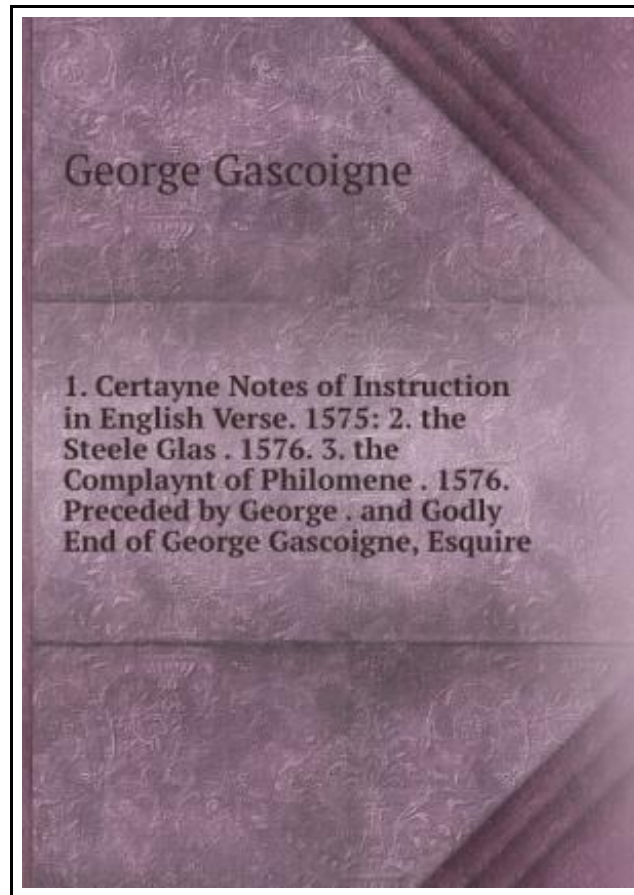 George Gascoigne
1. Certayne Notes of Instruction
in English Verse. 1575: 2. the
Steele Glas . 1576. 3. the
Complaynt of Philomene . 1576.
Preceded by George . and Godly
End of George Gascoigne, Esquire